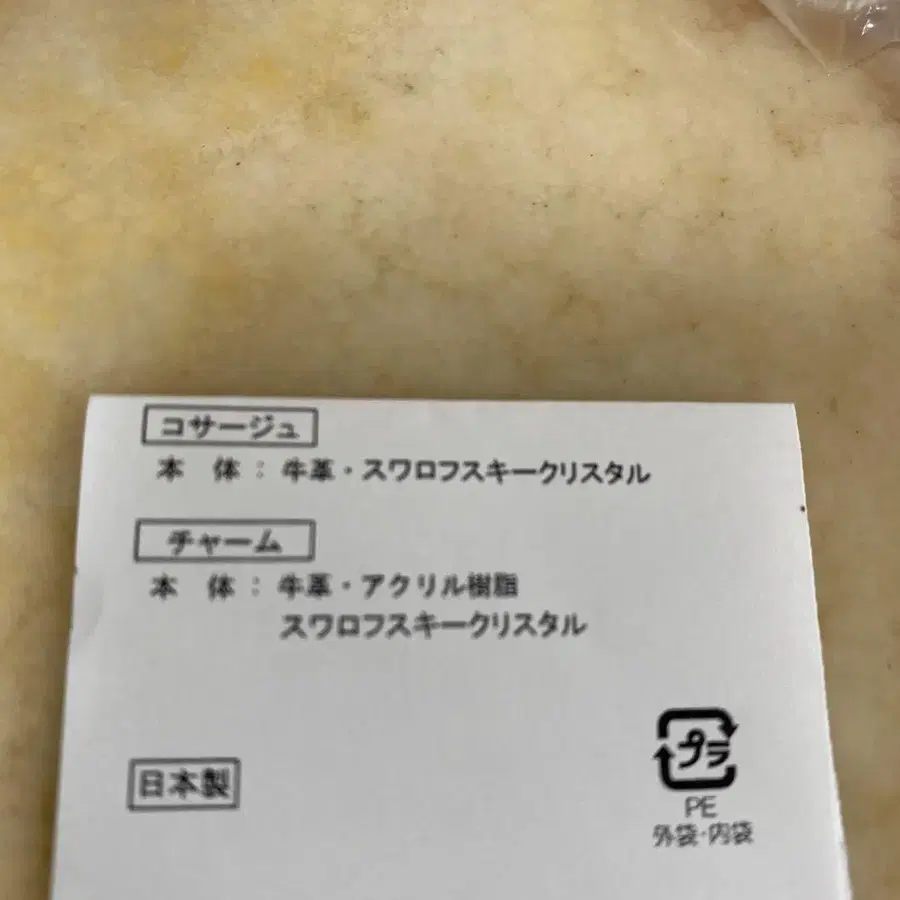 コサージュ
本 体 : 牛革・スワロフスキークリスタル
チャーム
本 体 : 牛革・アクリル樹脂
スワロフスキークリスタル
日本製
プラ
PE
外袋・内袋